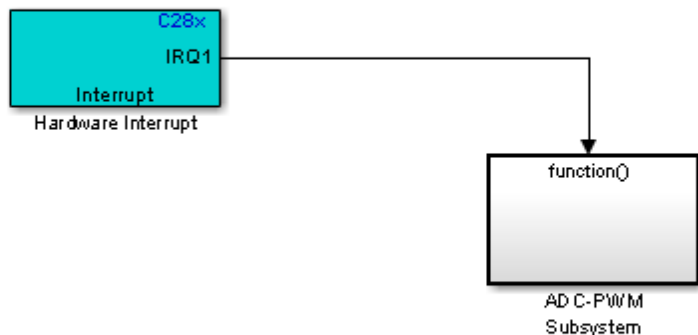 C28x
IRQ1
Interrupt
Hardware Interrupt
function()
ADC-PWM
Subsystem